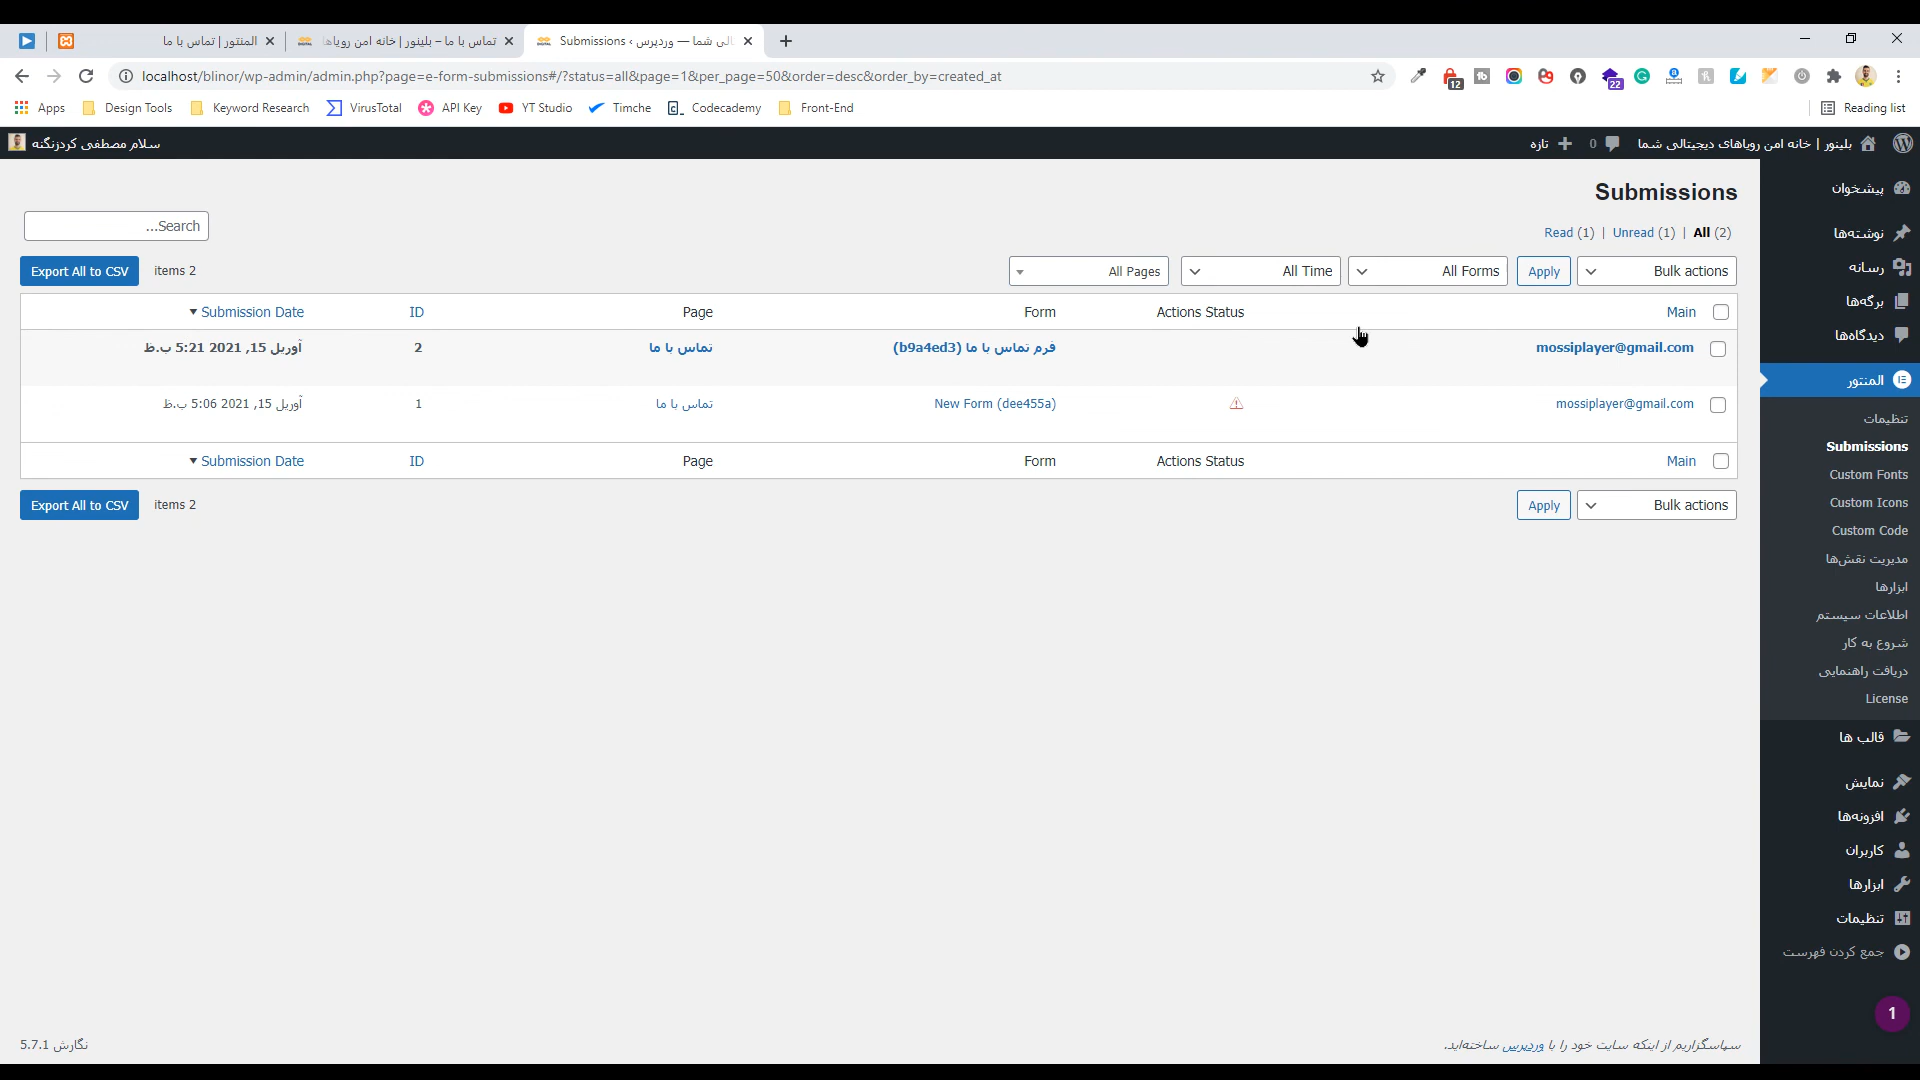 المنتور | تماس با ما
تماس با ما – بلینور | خانه امن رویاها
Submissions ‹ الی شما — وردپرس
localhost/blinor/wp-admin/admin.php?page=e-form-submissions#/?status=all&page=1&per_page=50&order=desc&order_by=created_at
12
22
Apps
Design Tools
Keyword Research
VirusTotal
API Key
YT Studio
Timche
Codecademy
Front-End
Reading list
بلینور | خانه امن رویاهای دیجیتالی شما
0
تازه
سلام مصطفی کردزنگنه
Submissions
All (2) | Unread (1) | Read (1)
Search...
Bulk actions
Apply
All Forms
All Time
All Pages
2 items
Export All to CSV
Main
Actions Status
Form
Page
ID
Submission Date
mossiplayer@gmail.com
فرم تماس با ما (b9a4ed3)
تماس با ما
2
آوریل 15, 2021 5:21 ب.ظ
mossiplayer@gmail.com
New Form (dee455a)
تماس با ما
1
آوریل 15, 2021 5:06 ب.ظ
Main
Actions Status
Form
Page
ID
Submission Date
Bulk actions
Apply
2 items
Export All to CSV
پیشخوان
نوشته‌ها
رسانه
برگه‌ها
دیدگاه‌ها
المنتور
تنظیمات
Submissions
Custom Fonts
Custom Icons
Custom Code
مدیریت نقش‌ها
ابزارها
اطلاعات سیستم
شروع به کار
دریافت راهنمایی
License
قالب ها
نمایش
افزونه‌ها
کاربران
ابزارها
تنظیمات
جمع کردن فهرست
1
سپاسگزاریم از اینکه سایت خود را با وردپرس ساخته‌اید.
نگارش 5.7.1